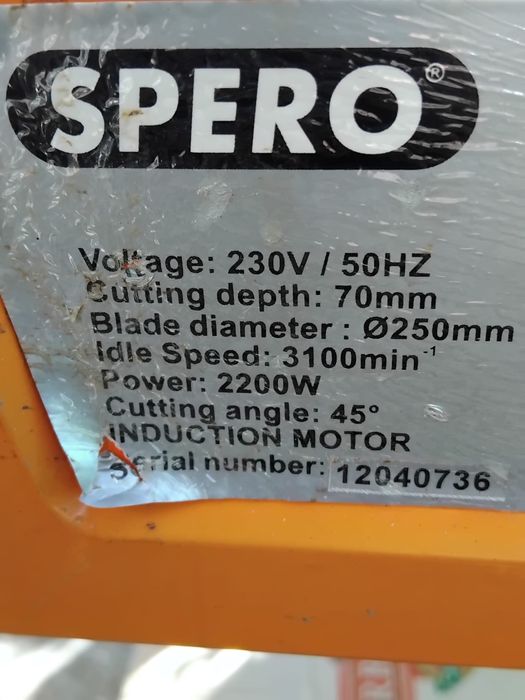 SPERO®
Voltage: 230V / 50HZ
Cutting depth: 70mm
Blade diameter : Ø250mm
Idle Speed: 3100min⁻¹
Power: 2200W
Cutting angle: 45°
INDUCTION MOTOR
Serial number: 12040736